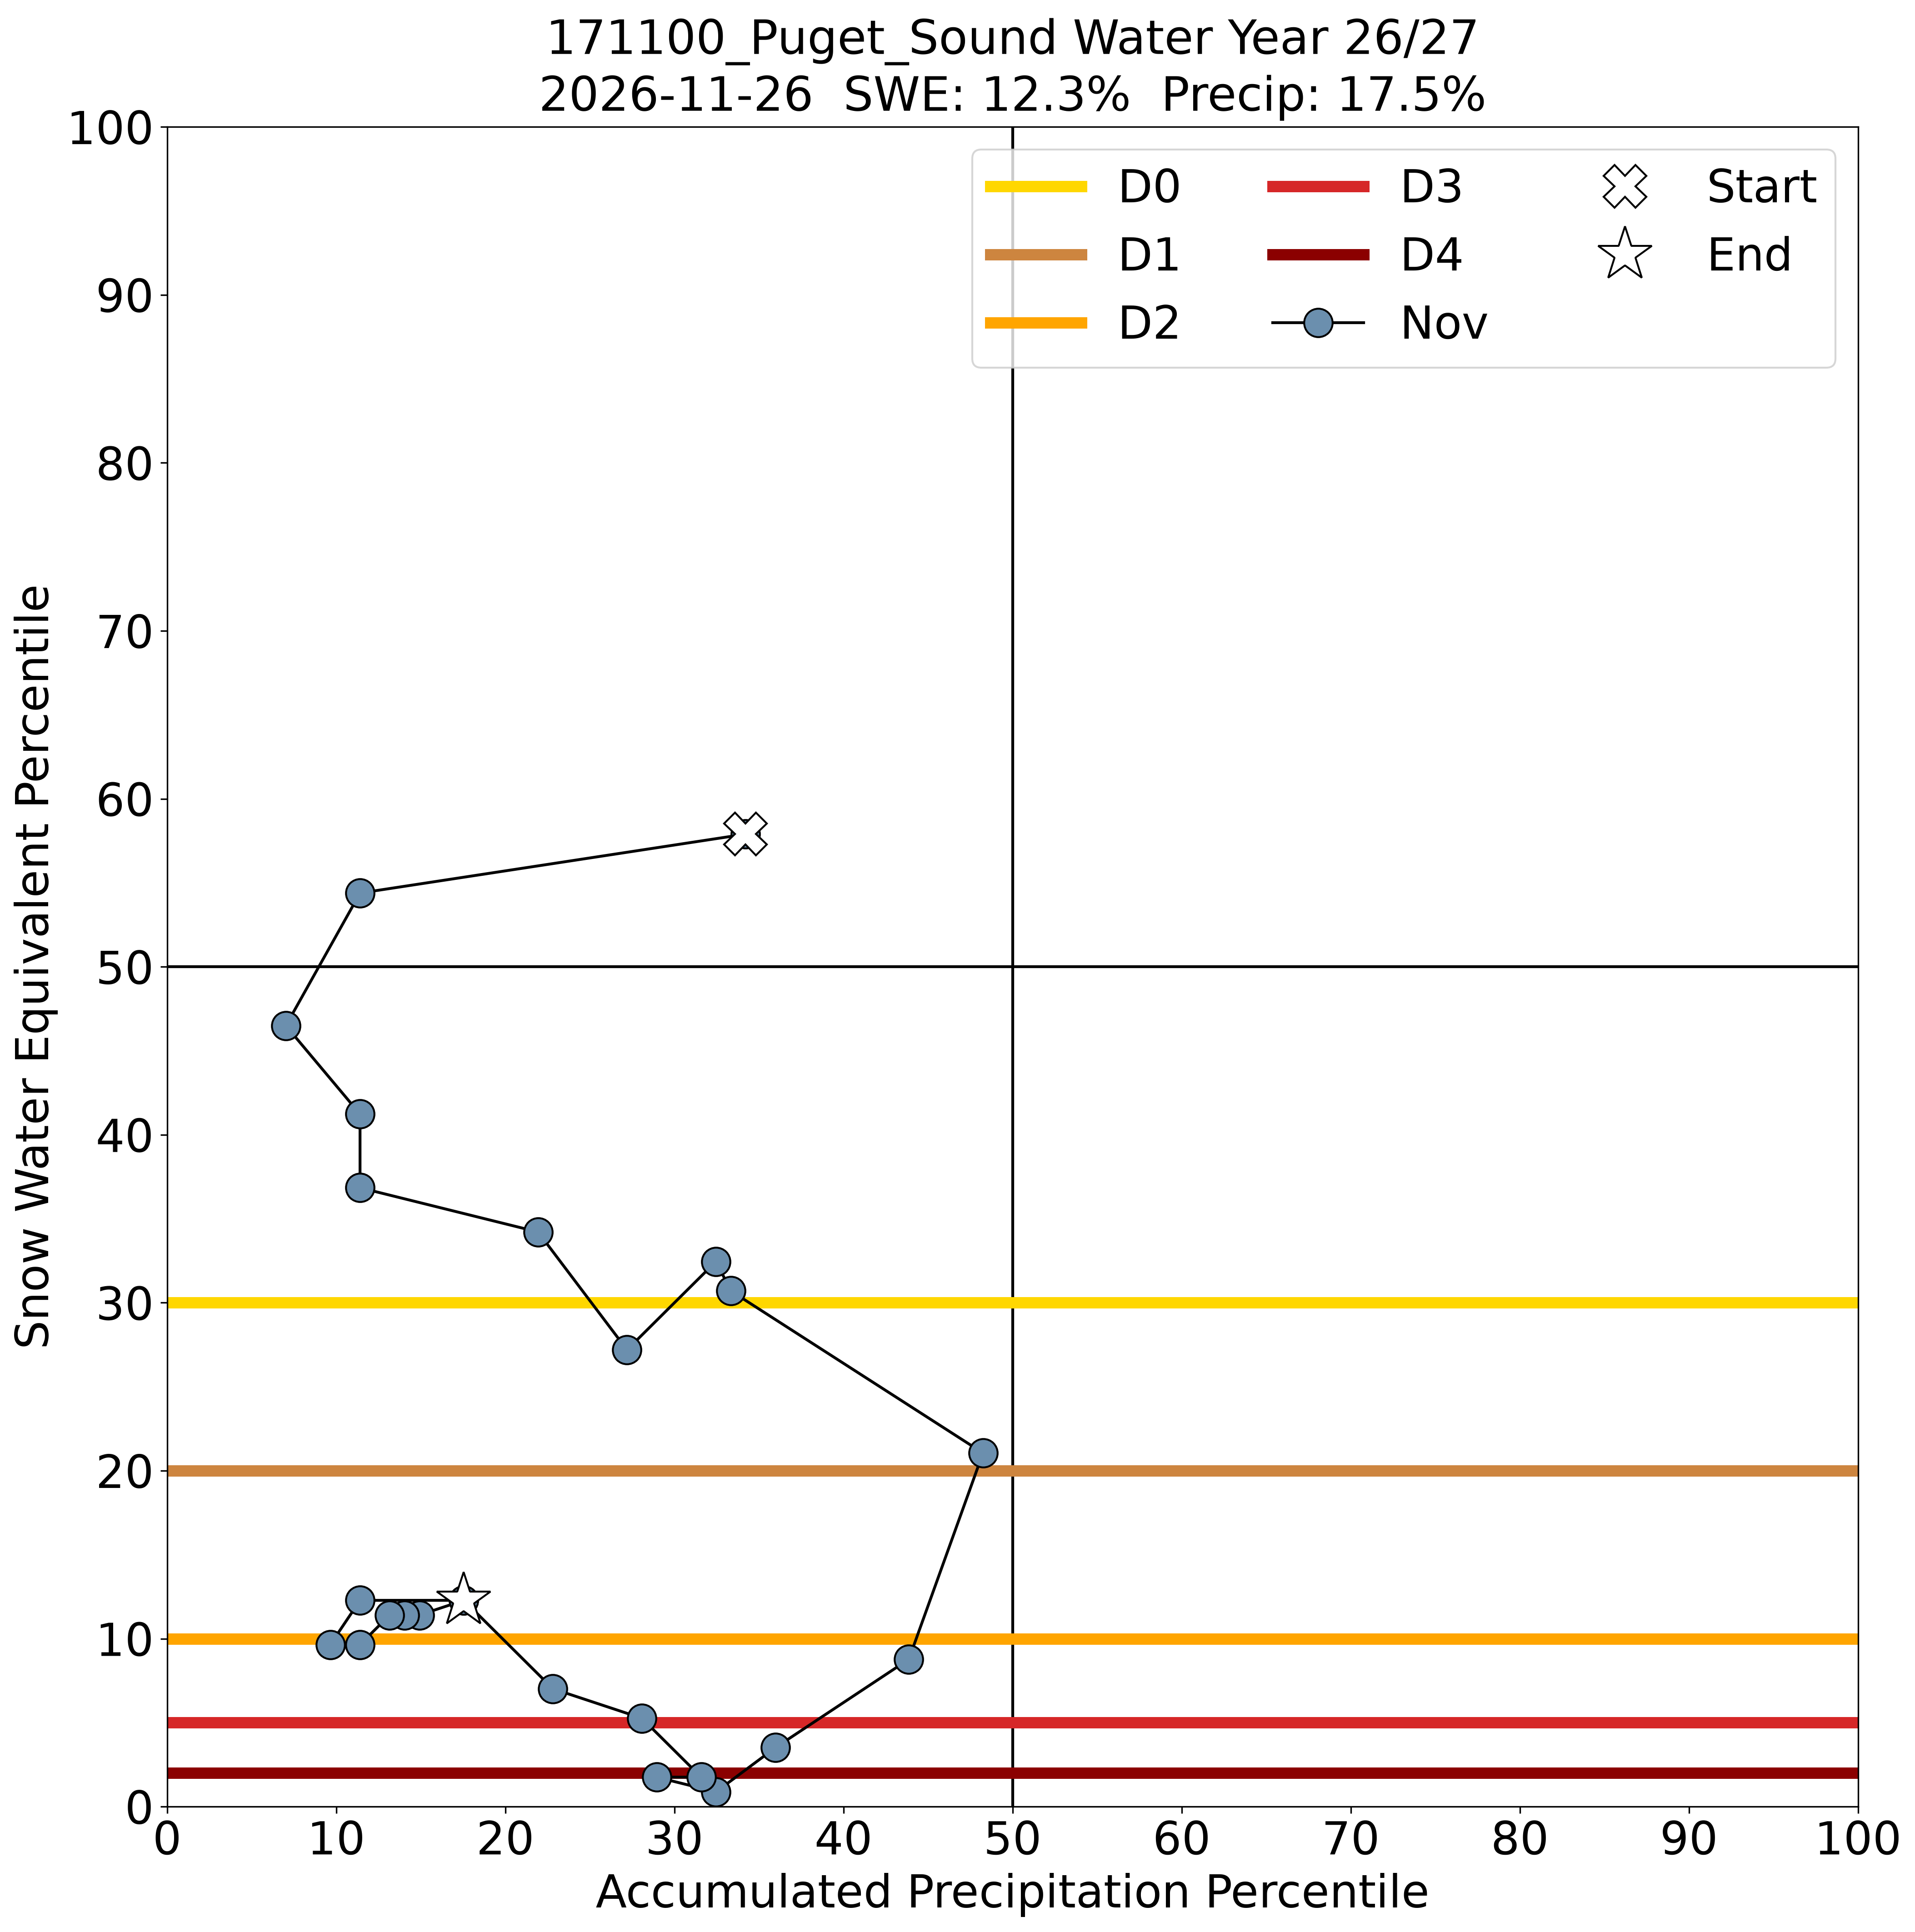 171100_Puget_Sound Water Year 26/27
2026-11-26  SWE: 12.3%  Precip: 17.5%
D0
D1
D2
D3
D4
Nov
Start
End
Snow Water Equivalent Percentile
100
90
80
70
60
50
40
30
20
10
0
0 10 20 30 40 50 60 70 80 90 100
Accumulated Precipitation Percentile